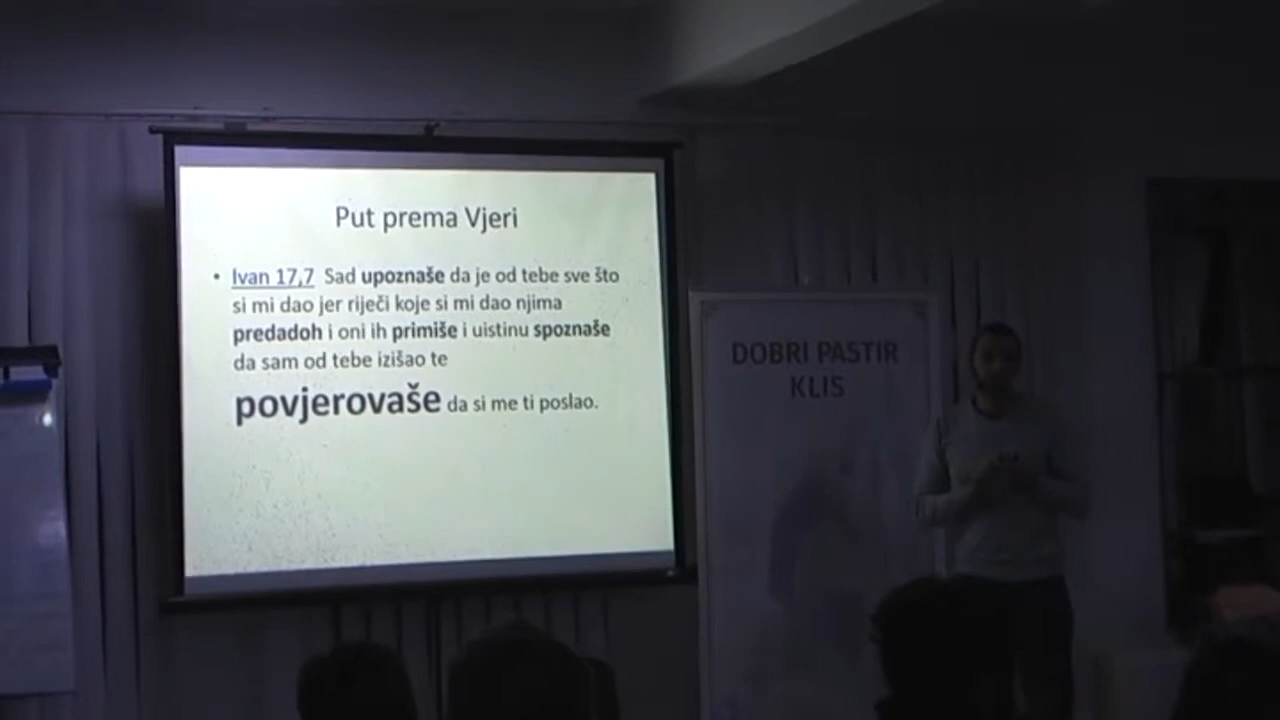 Put prema Vjeri
• Ivan 17,7 Sad upoznaše da je od tebe sve što
si mi dao jer riječi koje si mi dao njima
predadoh i oni ih primiše i uistinu spoznaše
da sam od tebe izišao te
povjerovaše da si me ti poslao.
DOBRI PASTIR
KLIS